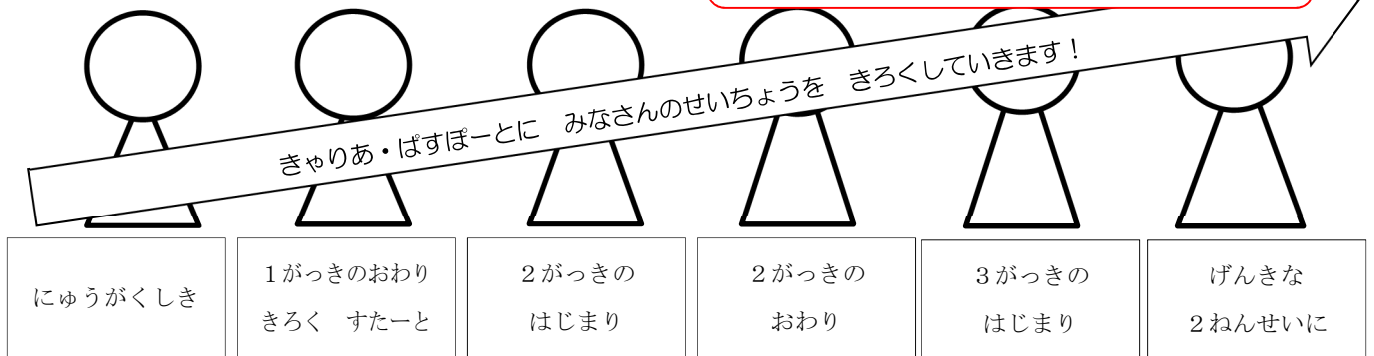 きゃりあ・ぱすぽーとに　みなさんのせいちょうを　きろくしていきます！
にゅうがくしき
１がっきのおわり
きろく　すたーと
２がっきの
はじまり
２がっきの
おわり
３がっきの
はじまり
げんきな
２ねんせいに